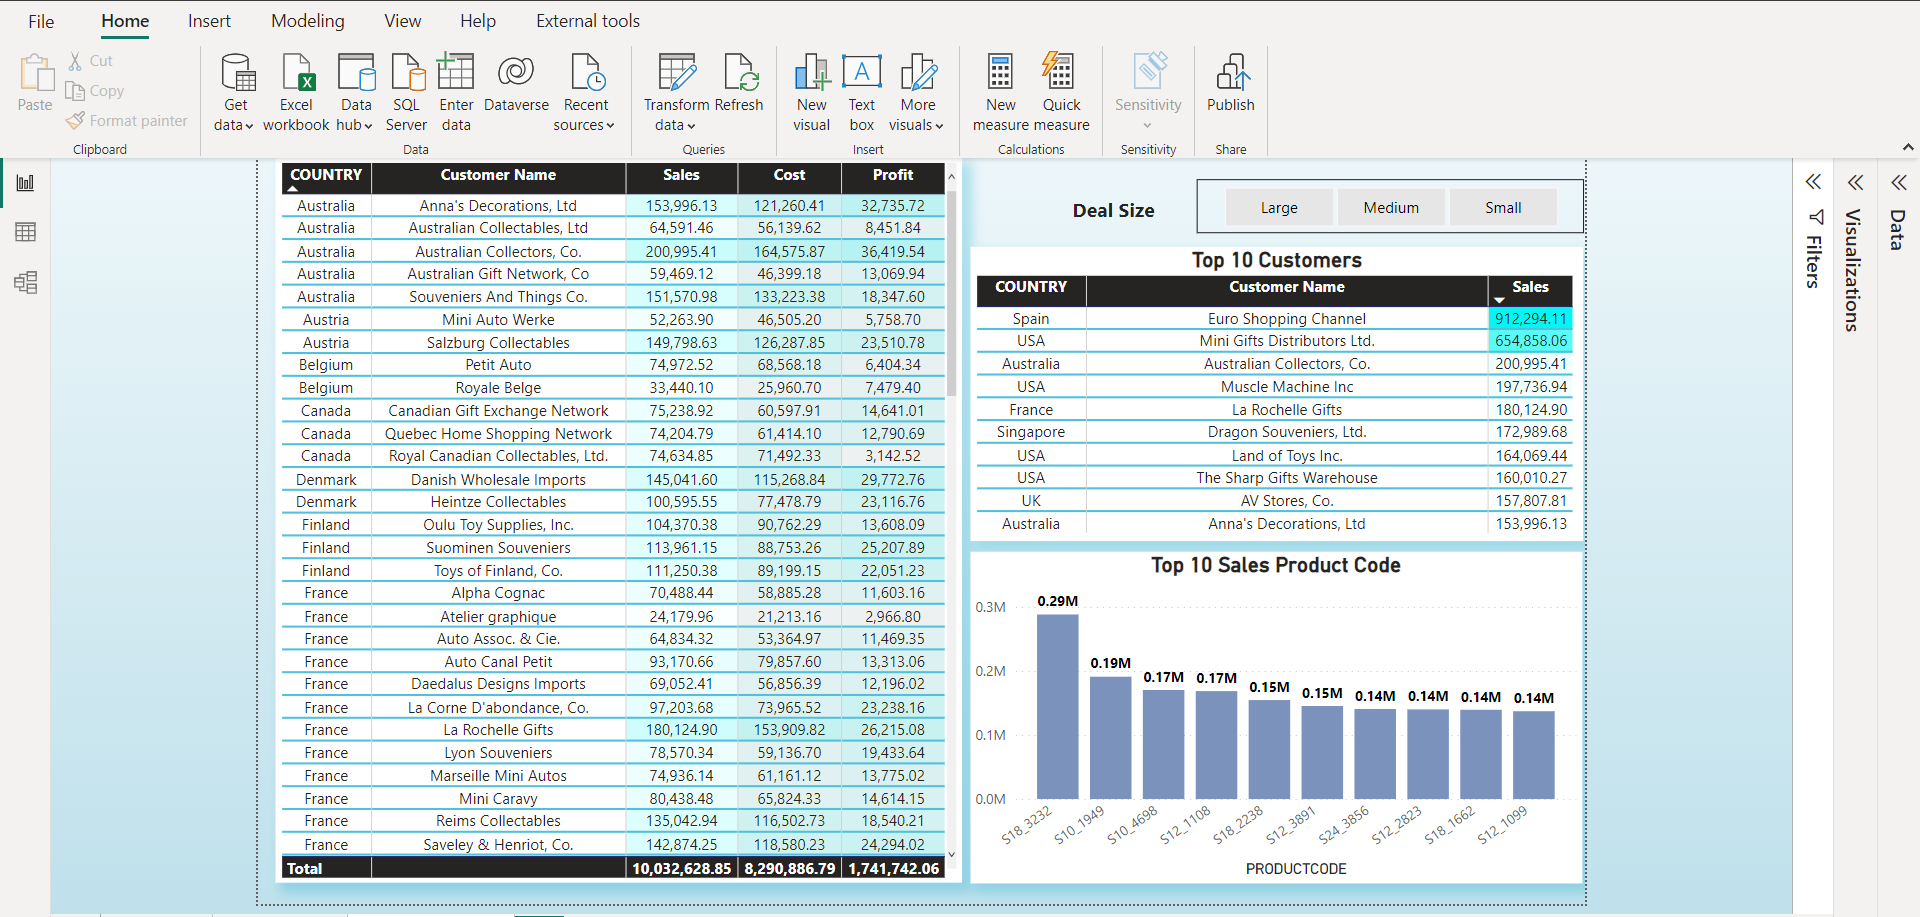 File Home Insert Modeling View Help External tools
Paste
Cut
Copy
Format painter
Clipboard
Get data
Excel workbook
Data hub
SQL Server
Enter data
Dataverse
Recent sources
Data
Transform data
Refresh
Queries
New visual
Text box
More visuals
Insert
New measure
Quick measure
Calculations
Sensitivity
Sensitivity
Publish
Share
COUNTRY Customer Name Sales Cost Profit
Australia Anna's Decorations, Ltd 153,996.13 121,260.41 32,735.72
Australia Australian Collectables, Ltd 64,591.46 56,139.62 8,451.84
Australia Australian Collectors, Co. 200,995.41 164,575.87 36,419.54
Australia Australian Gift Network, Co 59,469.12 46,399.18 13,069.94
Australia Souveniers And Things Co. 151,570.98 133,223.38 18,347.60
Austria Mini Auto Werke 52,263.90 46,505.20 5,758.70
Austria Salzburg Collectables 149,798.63 126,287.85 23,510.78
Belgium Petit Auto 74,972.52 68,568.18 6,404.34
Belgium Royale Belge 33,440.10 25,960.70 7,479.40
Canada Canadian Gift Exchange Network 75,238.92 60,597.91 14,641.01
Canada Quebec Home Shopping Network 74,204.79 61,414.10 12,790.69
Canada Royal Canadian Collectables, Ltd. 74,634.85 71,492.33 3,142.52
Denmark Danish Wholesale Imports 145,041.60 115,268.84 29,772.76
Denmark Heintze Collectables 100,595.55 77,478.79 23,116.76
Finland Oulu Toy Supplies, Inc. 104,370.38 90,762.29 13,608.09
Finland Suominen Souveniers 113,961.15 88,753.26 25,207.89
Finland Toys of Finland, Co. 111,250.38 89,199.15 22,051.23
France Alpha Cognac 70,488.44 58,885.28 11,603.16
France Atelier graphique 24,179.96 21,213.16 2,966.80
France Auto Assoc. & Cie. 64,834.32 53,364.97 11,469.35
France Auto Canal Petit 93,170.66 79,857.60 13,313.06
France Daedalus Designs Imports 69,052.41 56,856.39 12,196.02
France La Corne D'abondance, Co. 97,203.68 73,965.52 23,238.16
France La Rochelle Gifts 180,124.90 153,909.82 26,215.08
France Lyon Souveniers 78,570.34 59,136.70 19,433.64
France Marseille Mini Autos 74,936.14 61,161.12 13,775.02
France Mini Caravy 80,438.48 65,824.33 14,614.15
France Reims Collectables 135,042.94 116,502.73 18,540.21
France Saveley & Henriot, Co. 142,874.25 118,580.23 24,294.02
Total 10,032,628.85 8,290,886.79 1,741,742.06
Deal Size Large Medium Small
Top 10 Customers
COUNTRY Customer Name Sales
Spain Euro Shopping Channel 912,294.11
USA Mini Gifts Distributors Ltd. 654,858.06
Australia Australian Collectors, Co. 200,995.41
USA Muscle Machine Inc 197,736.94
France La Rochelle Gifts 180,124.90
Singapore Dragon Souveniers, Ltd. 172,989.68
USA Land of Toys Inc. 164,069.44
USA The Sharp Gifts Warehouse 160,010.27
UK AV Stores, Co. 157,807.81
Australia Anna's Decorations, Ltd 153,996.13
Top 10 Sales Product Code
0.3M
0.2M
0.1M
0.0M
0.29M 0.19M 0.17M 0.17M 0.15M 0.15M 0.14M 0.14M 0.14M 0.14M
S18_3232 S10_1949 S10_4698 S12_1108 S18_2238 S12_3891 S24_3856 S12_2823 S18_1662 S12_1099
PRODUCTCODE
Filters
Visualizations
Data